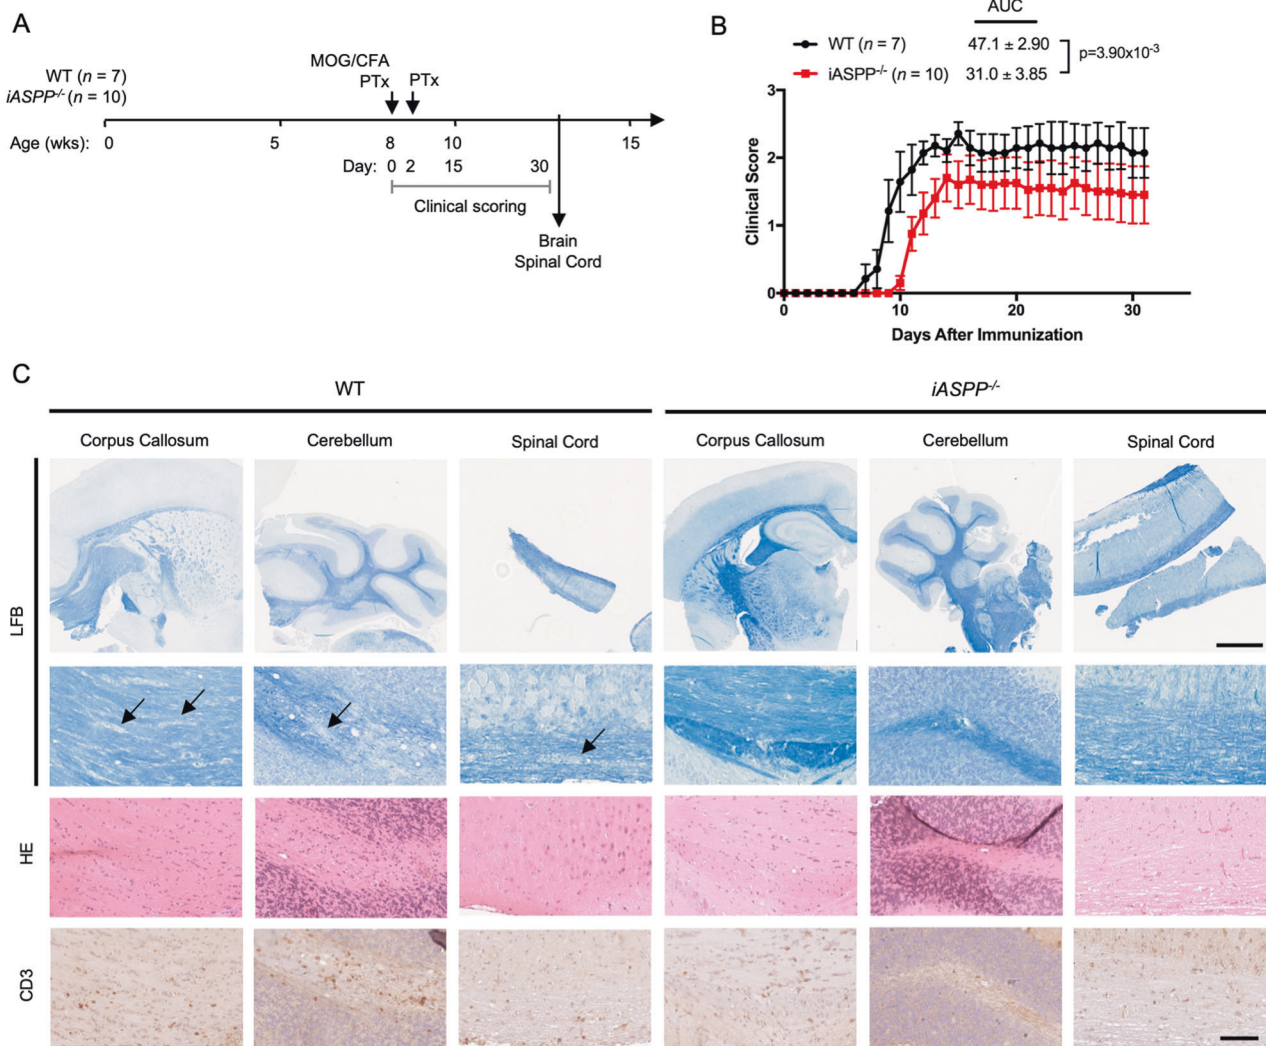 A
WT (n = 7)
iASPP-/- (n = 10)
MOG/CFA
PTx
PTx
Age (wks):
0
5
8
10
15
Day:
0
2
15
30
Clinical scoring
Brain
Spinal Cord
B
AUC
WT (n = 7)
47.1 ± 2.90
iASPP-/- (n = 10)
31.0 ± 3.85
p=3.90x10-3
Clinical Score
3
2
1
0
0
10
20
30
Days After Immunization
C
WT
iASPP-/-
Corpus Callosum
Cerebellum
Spinal Cord
Corpus Callosum
Cerebellum
Spinal Cord
LFB
HE
CD3